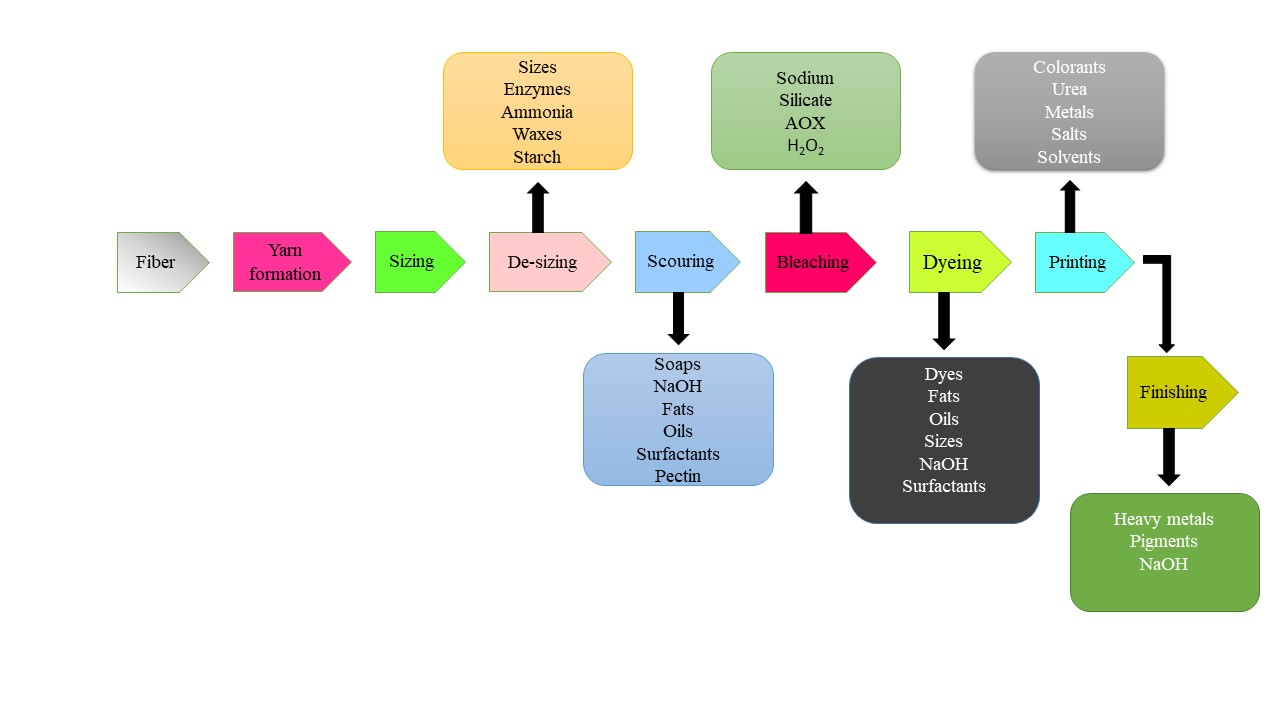 Sizes
Enzymes
Ammonia
Waxes
Starch
Sodium
Silicate
AOX
H₂O₂
Colorants
Urea
Metals
Salts
Solvents
Fiber
Yarn
formation
Sizing
De-sizing
Scouring
Bleaching
Dyeing
Printing
Soaps
NaOH
Fats
Oils
Surfactants
Pectin
Dyes
Fats
Oils
Sizes
NaOH
Surfactants
Finishing
Heavy metals
Pigments
NaOH